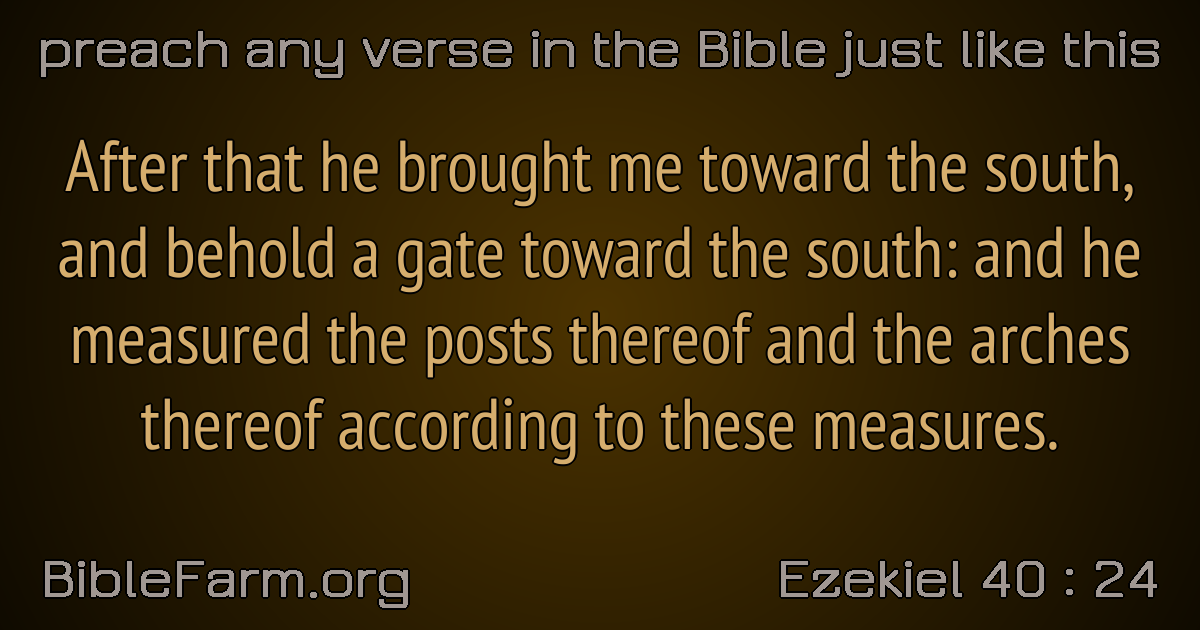 preach any verse in the Bible just like this
After that he brought me toward the south,
and behold a gate toward the south: and he
measured the posts thereof and the arches
thereof according to these measures.
BibleFarm.org
Ezekiel 40 : 24